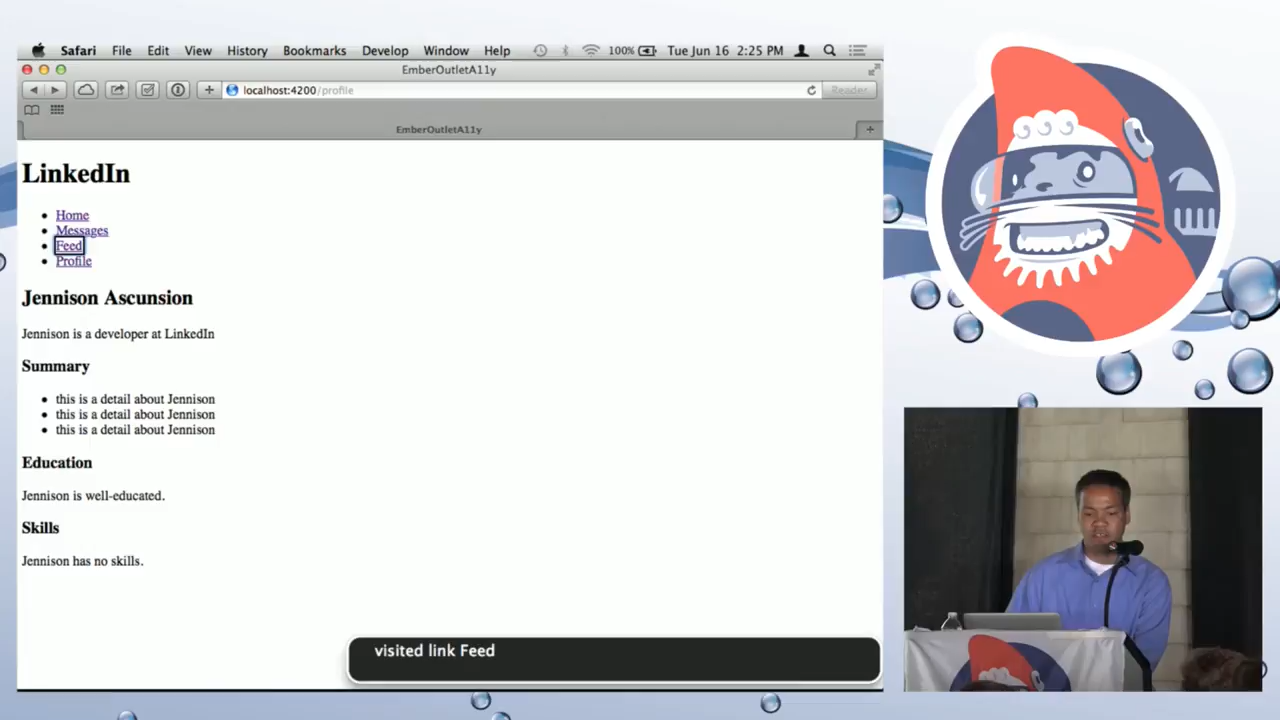 Safari File Edit View History Bookmarks Develop Window Help 100% Tue Jun 16 2:25 PM
EmberOutletA11y
localhost:4200/profile
Reader
EmberOutletA11y
LinkedIn
Home
Messages
Feed
Profile
Jennison Ascunsion
Jennison is a developer at LinkedIn
Summary
this is a detail about Jennison
this is a detail about Jennison
this is a detail about Jennison
Education
Jennison is well-educated.
Skills
Jennison has no skills.
visited link Feed